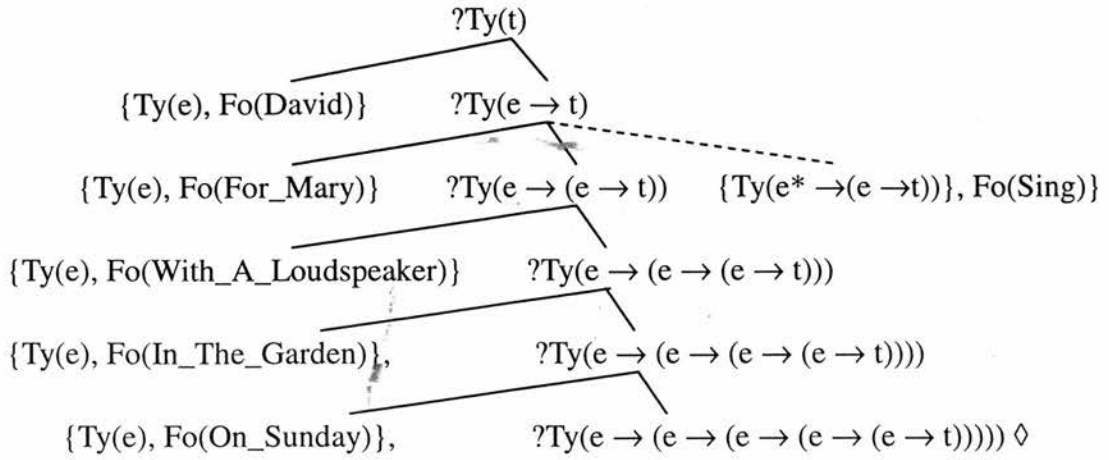 ?Ty(t)
{Ty(e), Fo(David)} ?Ty(e → t)
{Ty(e), Fo(For_Mary)} ?Ty(e → (e → t)) {Ty(e* →(e →t))}, Fo(Sing)}
{Ty(e), Fo(With_A_Loudspeaker)} ?Ty(e → (e → (e → t)))
{Ty(e), Fo(In_The_Garden)}, ?Ty(e → (e → (e → (e → t))))
{Ty(e), Fo(On_Sunday)}, ?Ty(e → (e → (e → (e → (e → t))))) ◊